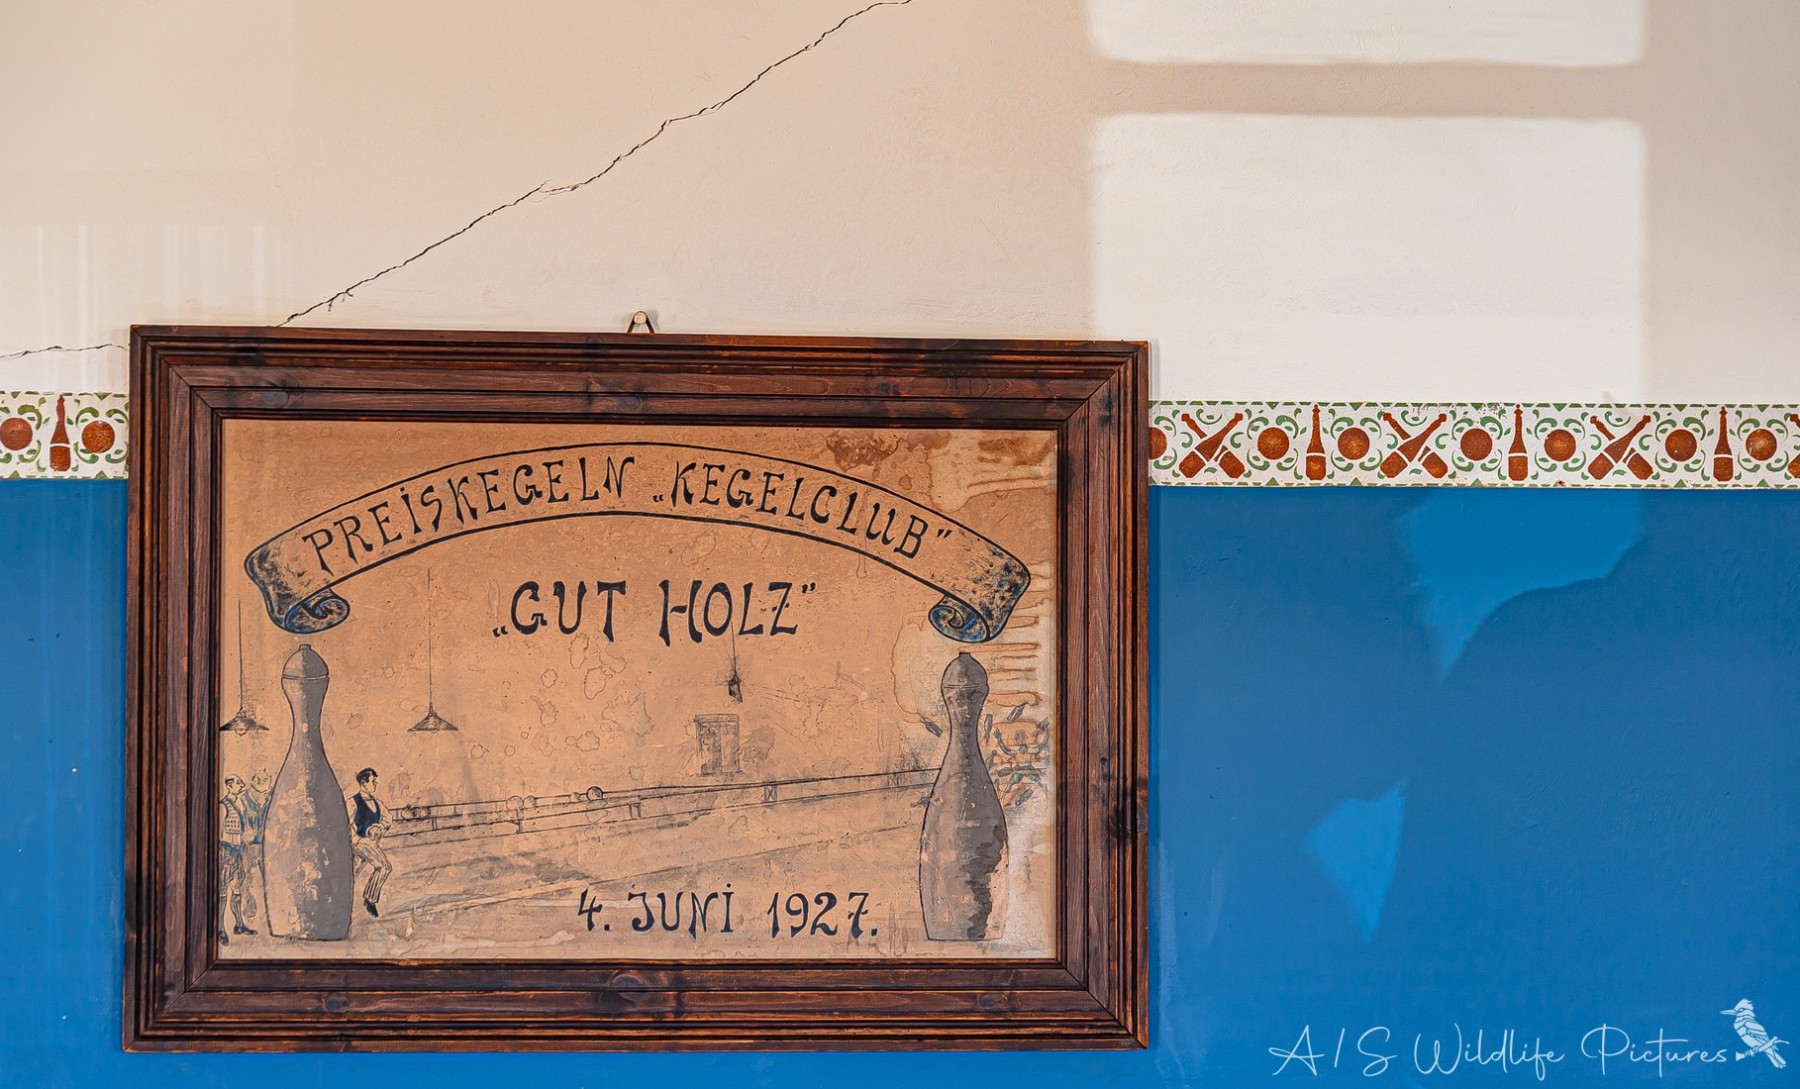 PREISKEGELN „KEGELCLUB"
„GUT HOLZ"
4. JUNI 1927.
A/S Wildlife Pictures